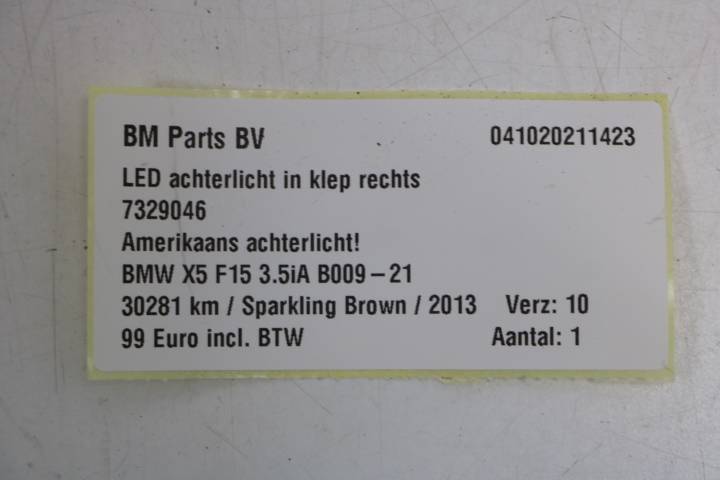 BM Parts BV 041020211423
LED achterlicht in klep rechts
7329046
Amerikaans achterlicht!
BMW X5 F15 3.5iA B009 – 21
30281 km / Sparkling Brown / 2013 Verz: 10
99 Euro incl. BTW Aantal: 1